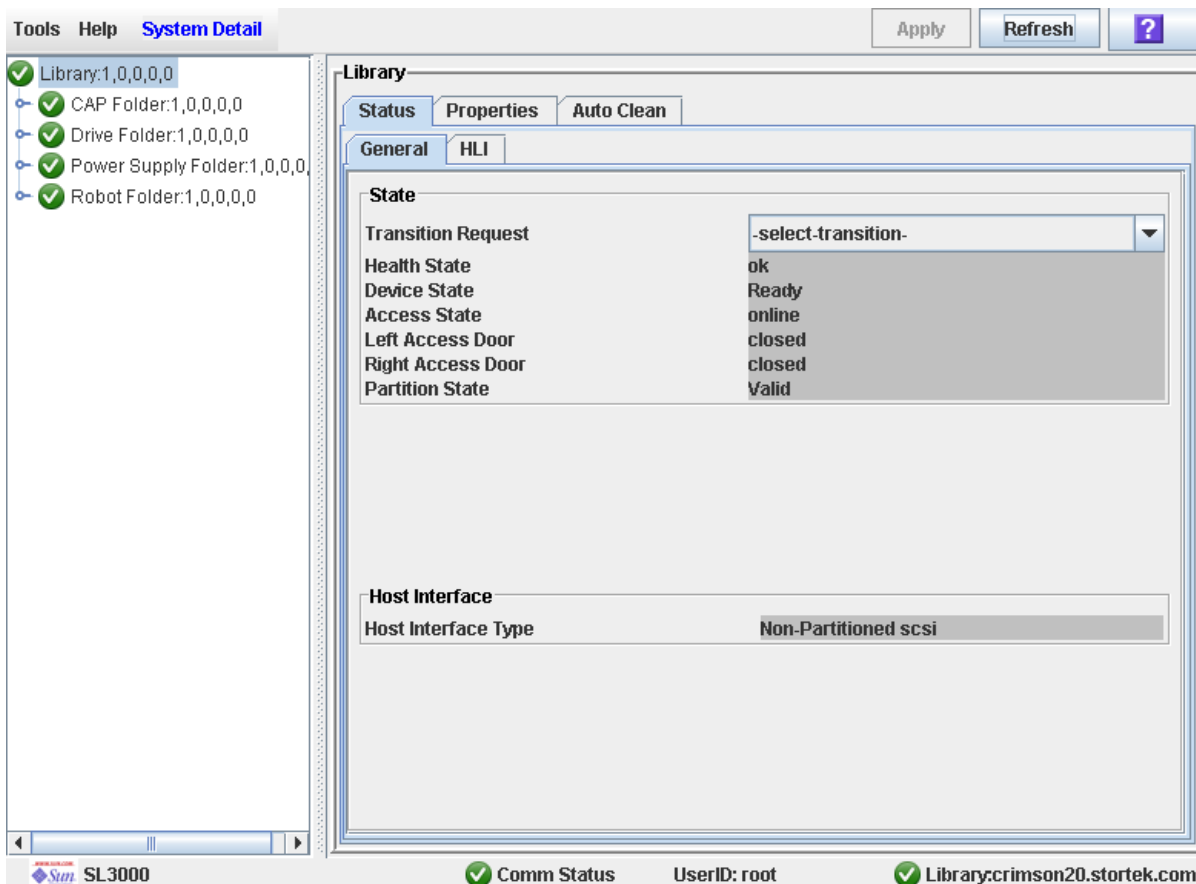 Tools Help System Detail Apply Refresh ?
Library:1,0,0,0,0
CAP Folder:1,0,0,0,0
Drive Folder:1,0,0,0,0
Power Supply Folder:1,0,0,0,
Robot Folder:1,0,0,0,0
Library
Status Properties Auto Clean
General HLI
State
Transition Request -select-transition-
Health State ok
Device State Ready
Access State online
Left Access Door closed
Right Access Door closed
Partition State Valid
Host Interface
Host Interface Type Non-Partitioned scsi
Sun SL3000 Comm Status UserID: root Library:crimson20.stortek.com